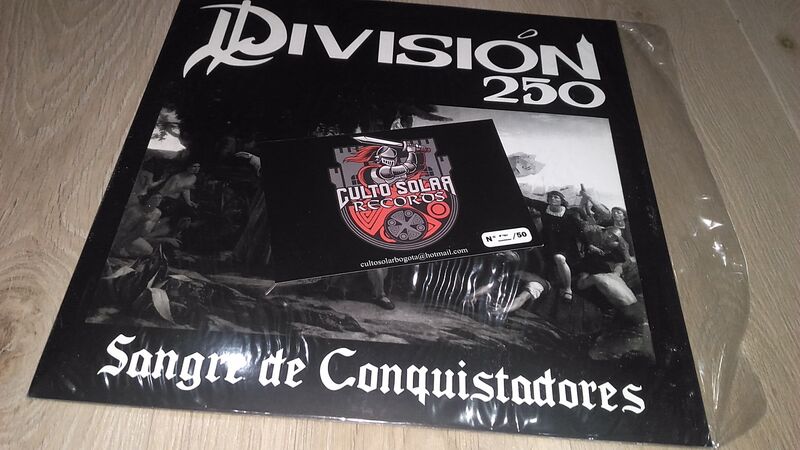 DIVISIÓN
250
CULTO SOLAR
RECORDS
Nº /50
cultosolarbogota@hotmail.com
Sangre de Conquistadores